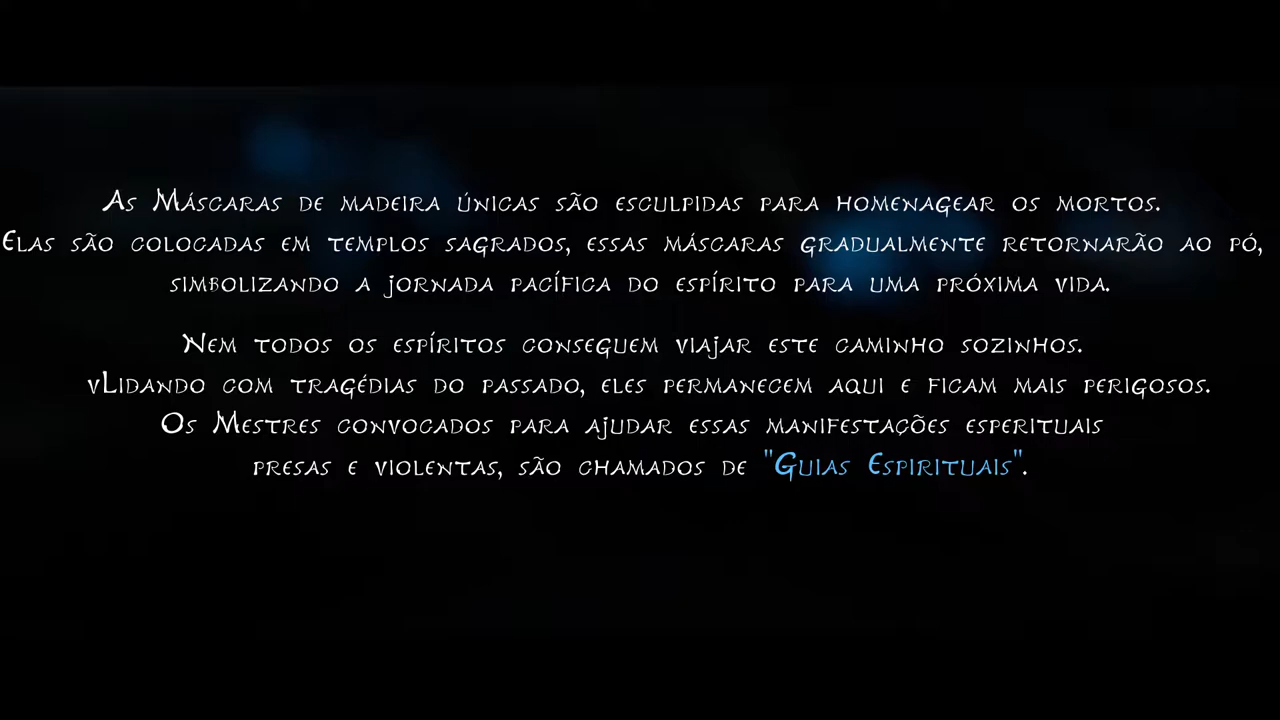 As Máscaras de madeira únicas são esculpidas para homenagear os mortos.
Elas são colocadas em templos sagrados, essas máscaras gradualmente retornarão ao pó,
simbolizando a jornada pacífica do espírito para uma próxima vida.
Nem todos os espíritos conseguem viajar este caminho sozinhos.
vLidando com tragédias do passado, eles permanecem aqui e ficam mais perigosos.
Os Mestres convocados para ajudar essas manifestações esperituais
presas e violentas, são chamados de "Guias Espirituais".